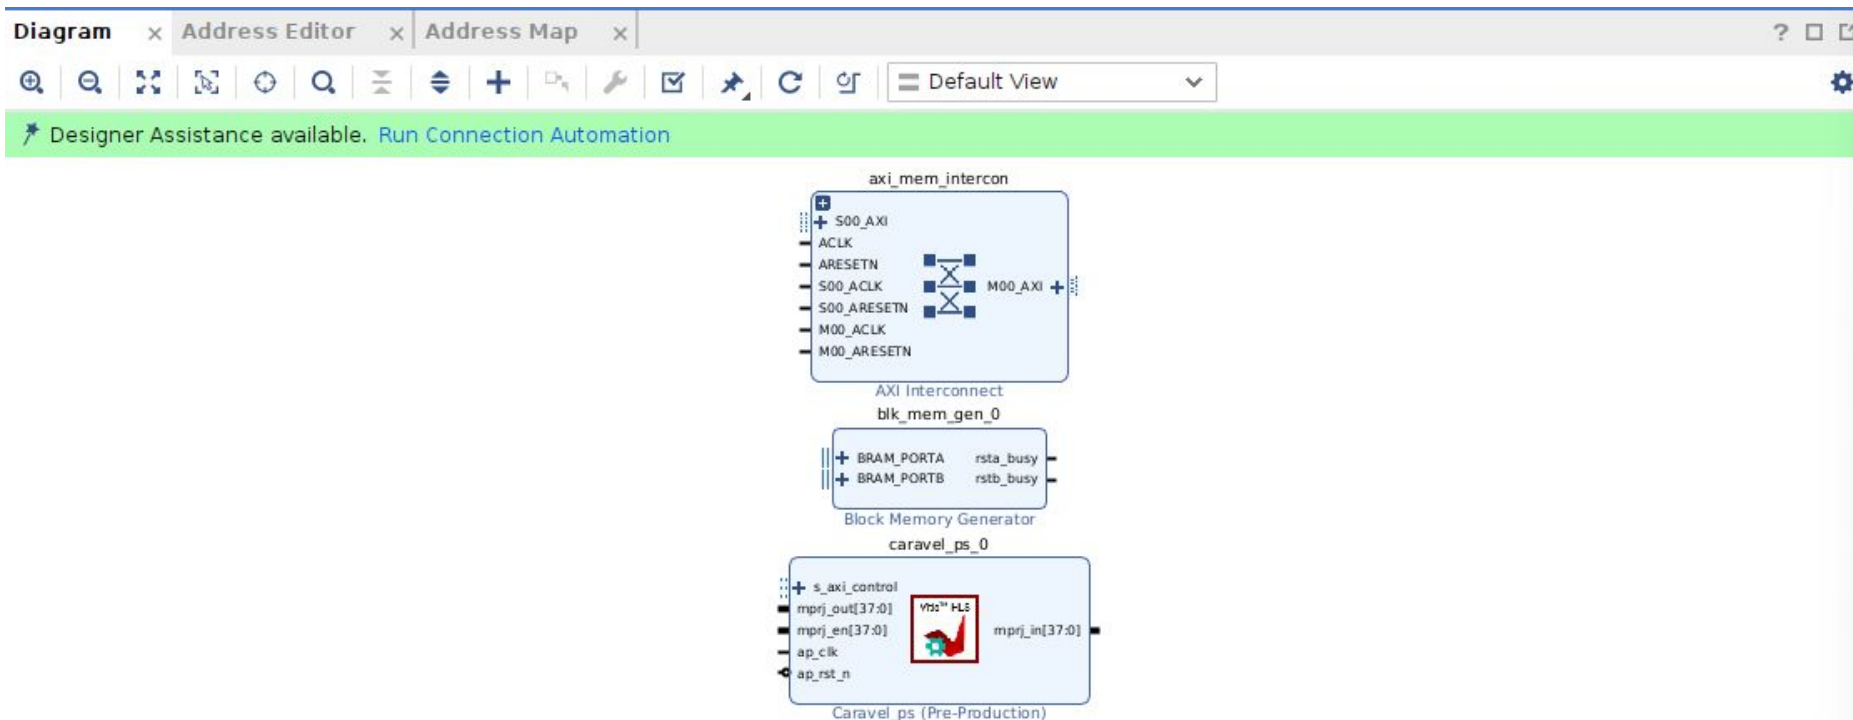 Diagram × Address Editor × Address Map × ?
Default View
Designer Assistance available. Run Connection Automation
axi_mem_intercon
S00_AXI
ACLK
ARESETN
S00_ACLK
M00_AXI
S00_ARESETN
M00_ACLK
M00_ARESETN
AXI Interconnect
blk_mem_gen_0
BRAM_PORTA rsta_busy
BRAM_PORTB rstb_busy
Block Memory Generator
caravel_ps_0
s_axi_control
mprj_out[37:0]
Vitis™ HLS
mprj_en[37:0]
mprj_in[37:0]
ap_clk
ap_rst_n
Caravel_ps (Pre-Production)